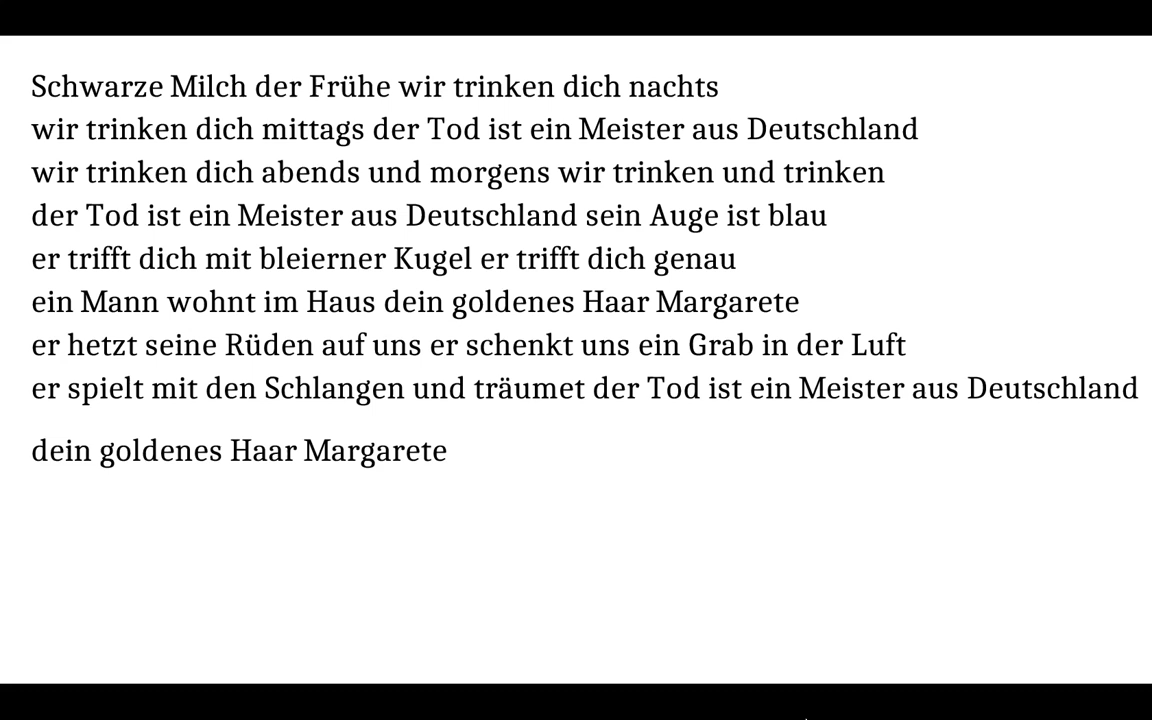 Schwarze Milch der Frühe wir trinken dich nachts
wir trinken dich mittags der Tod ist ein Meister aus Deutschland
wir trinken dich abends und morgens wir trinken und trinken
der Tod ist ein Meister aus Deutschland sein Auge ist blau
er trifft dich mit bleierner Kugel er trifft dich genau
ein Mann wohnt im Haus dein goldenes Haar Margarete
er hetzt seine Rüden auf uns er schenkt uns ein Grab in der Luft
er spielt mit den Schlangen und träumet der Tod ist ein Meister aus Deutschland
dein goldenes Haar Margarete